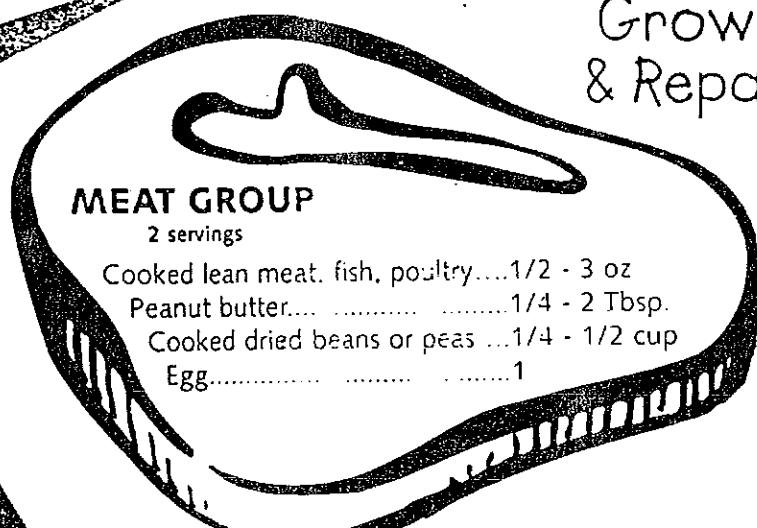 Grow
& Repa
MEAT GROUP
2 servings
Cooked lean meat, fish, poultry....1/2 - 3 oz
Peanut butter.... ............ .........1/4 - 2 Tbsp.
Cooked dried beans or peas ...1/4 - 1/2 cup
Egg.............. ......... . .......1